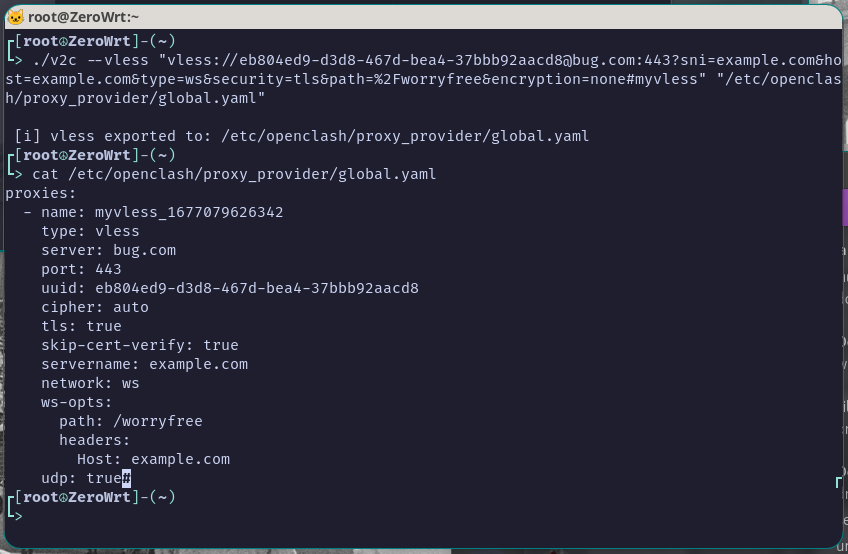 root@ZeroWrt:~
┌[root☮ZeroWrt]-(~)
└> ./v2c --vless "vless://eb804ed9-d3d8-467d-bea4-37bbb92aacd8@bug.com:443?sni=example.com&ho
st=example.com&type=ws&security=tls&path=%2Fworryfree&encryption=none#myvless" "/etc/openclas
h/proxy_provider/global.yaml"
[i] vless exported to: /etc/openclash/proxy_provider/global.yaml
┌[root☮ZeroWrt]-(~)
└> cat /etc/openclash/proxy_provider/global.yaml
proxies:
  - name: myvless_1677079626342
    type: vless
    server: bug.com
    port: 443
    uuid: eb804ed9-d3d8-467d-bea4-37bbb92aacd8
    cipher: auto
    tls: true
    skip-cert-verify: true
    servername: example.com
    network: ws
    ws-opts:
      path: /worryfree
      headers:
        Host: example.com
    udp: true#
┌[root☮ZeroWrt]-(~)
└>